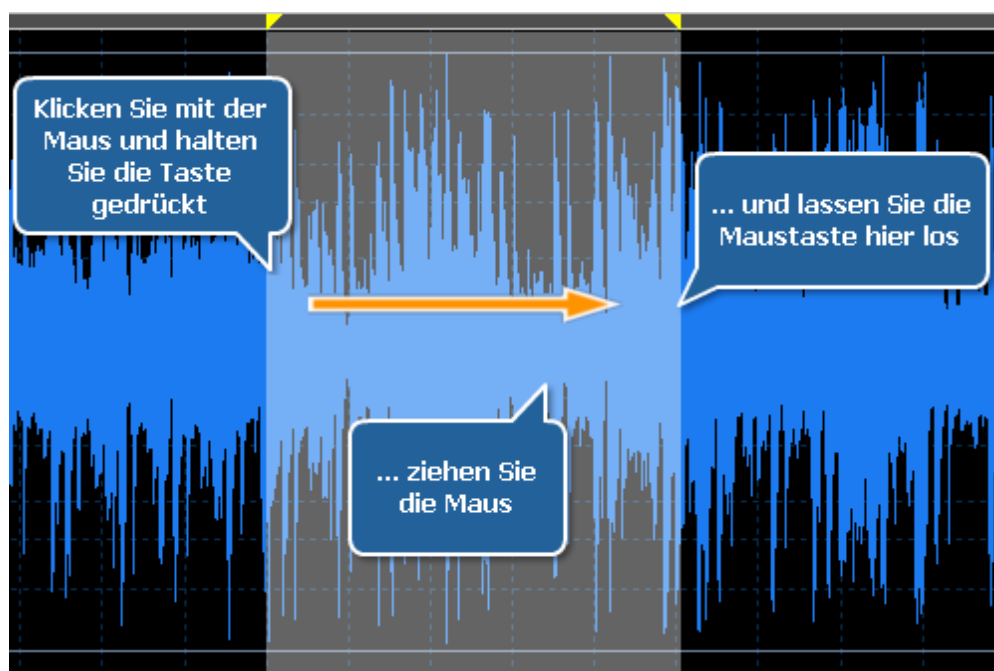 Klicken Sie mit der
Maus und halten
Sie die Taste
gedrückt
... ziehen Sie
die Maus
... und lassen Sie die
Maustaste hier los